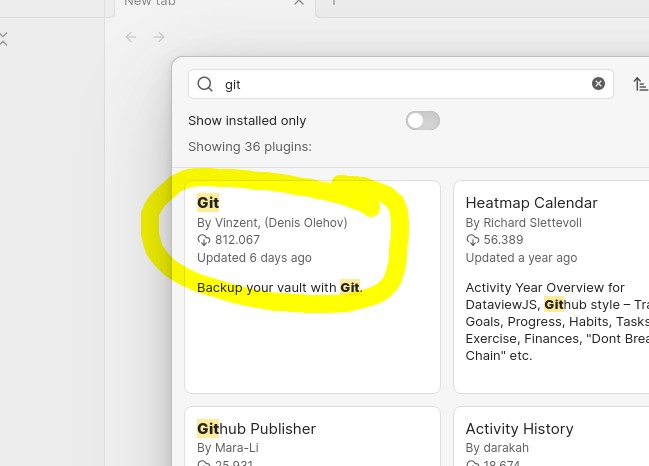 New tab
git
Show installed only
Showing 36 plugins:
Git
By Vinzent, (Denis Olehov)
812.067
Updated 6 days ago
Backup your vault with Git.
Heatmap Calendar
By Richard Slettevoll
56.389
Updated a year ago
Activity Year Overview for
DataviewJS, Github style – Tra
Goals, Progress, Habits, Tasks
Exercise, Finances, "Dont Brea
Chain" etc.
Github Publisher
By Mara-Li
25.931
Activity History
By darakah
18.674